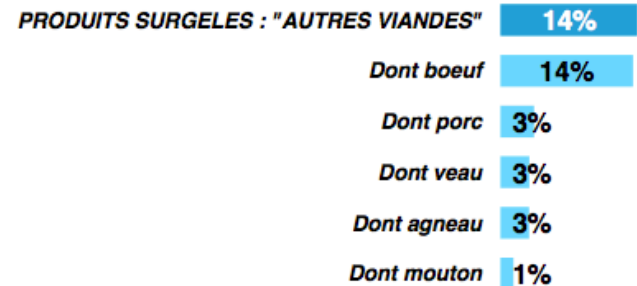 PRODUITS SURGELES : "AUTRES VIANDES" 14%
Dont boeuf 14%
Dont porc 3%
Dont veau 3%
Dont agneau 3%
Dont mouton 1%